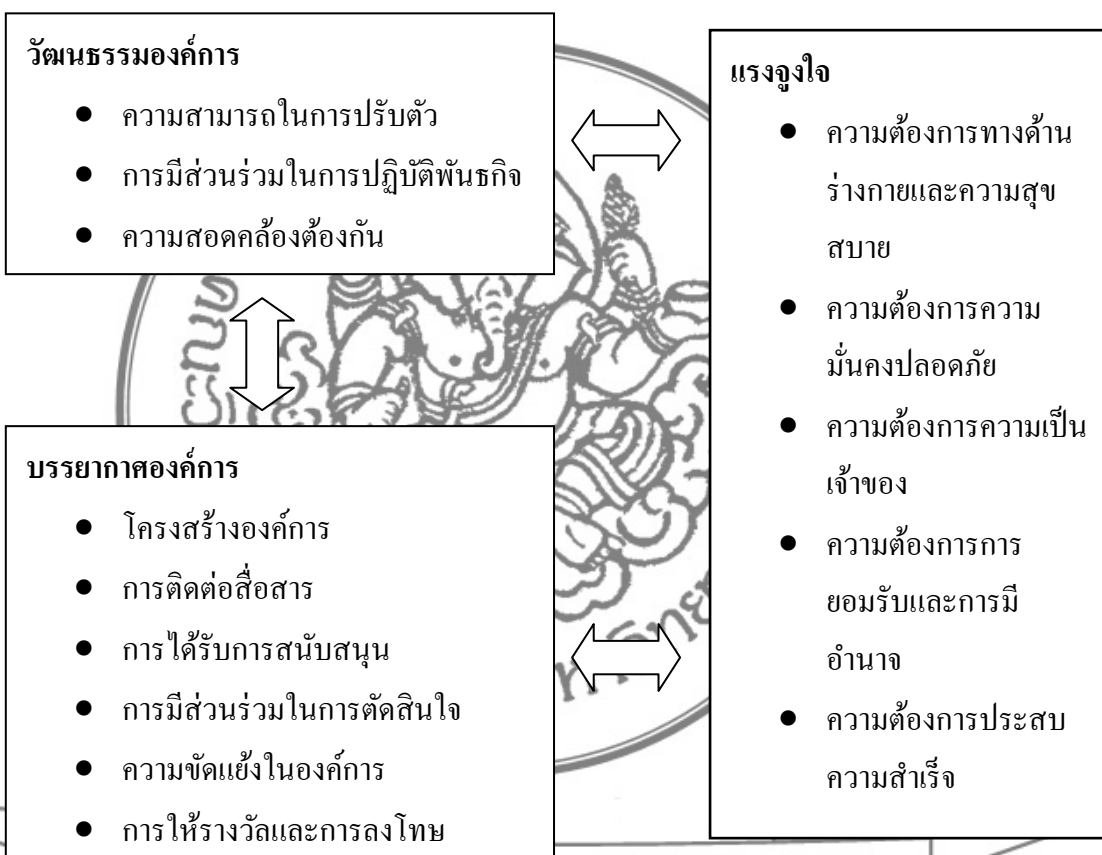 วัฒนธรรมองค์การ
● ความสามารถในการปรับตัว
● การมีส่วนร่วมในการปฏิบัติพันธกิจ
● ความสอดคล้องต้องกัน
บรรยากาศองค์การ
● โครงสร้างองค์การ
● การติดต่อสื่อสาร
● การได้รับการสนับสนุน
● การมีส่วนร่วมในการตัดสินใจ
● ความขัดแย้งในองค์การ
● การให้รางวัลและการลงโทษ
แรงจูงใจ
● ความต้องการทางด้าน
ร่างกายและความสุข
สบาย
● ความต้องการความ
มั่นคงปลอดภัย
● ความต้องการความเป็น
เจ้าของ
● ความต้องการการ
ยอมรับและการมี
อำนาจ
● ความต้องการประสบ
ความสำเร็จ